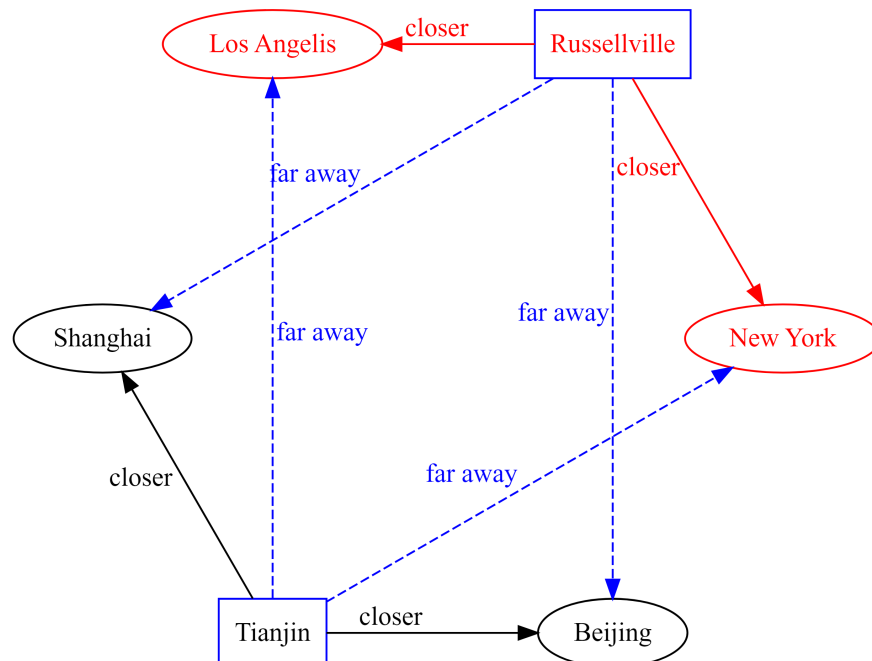 closer
Los Angelis
Russellville
far away
closer
far away
far away
Shanghai
New York
far away
closer
closer
Tianjin
Beijing